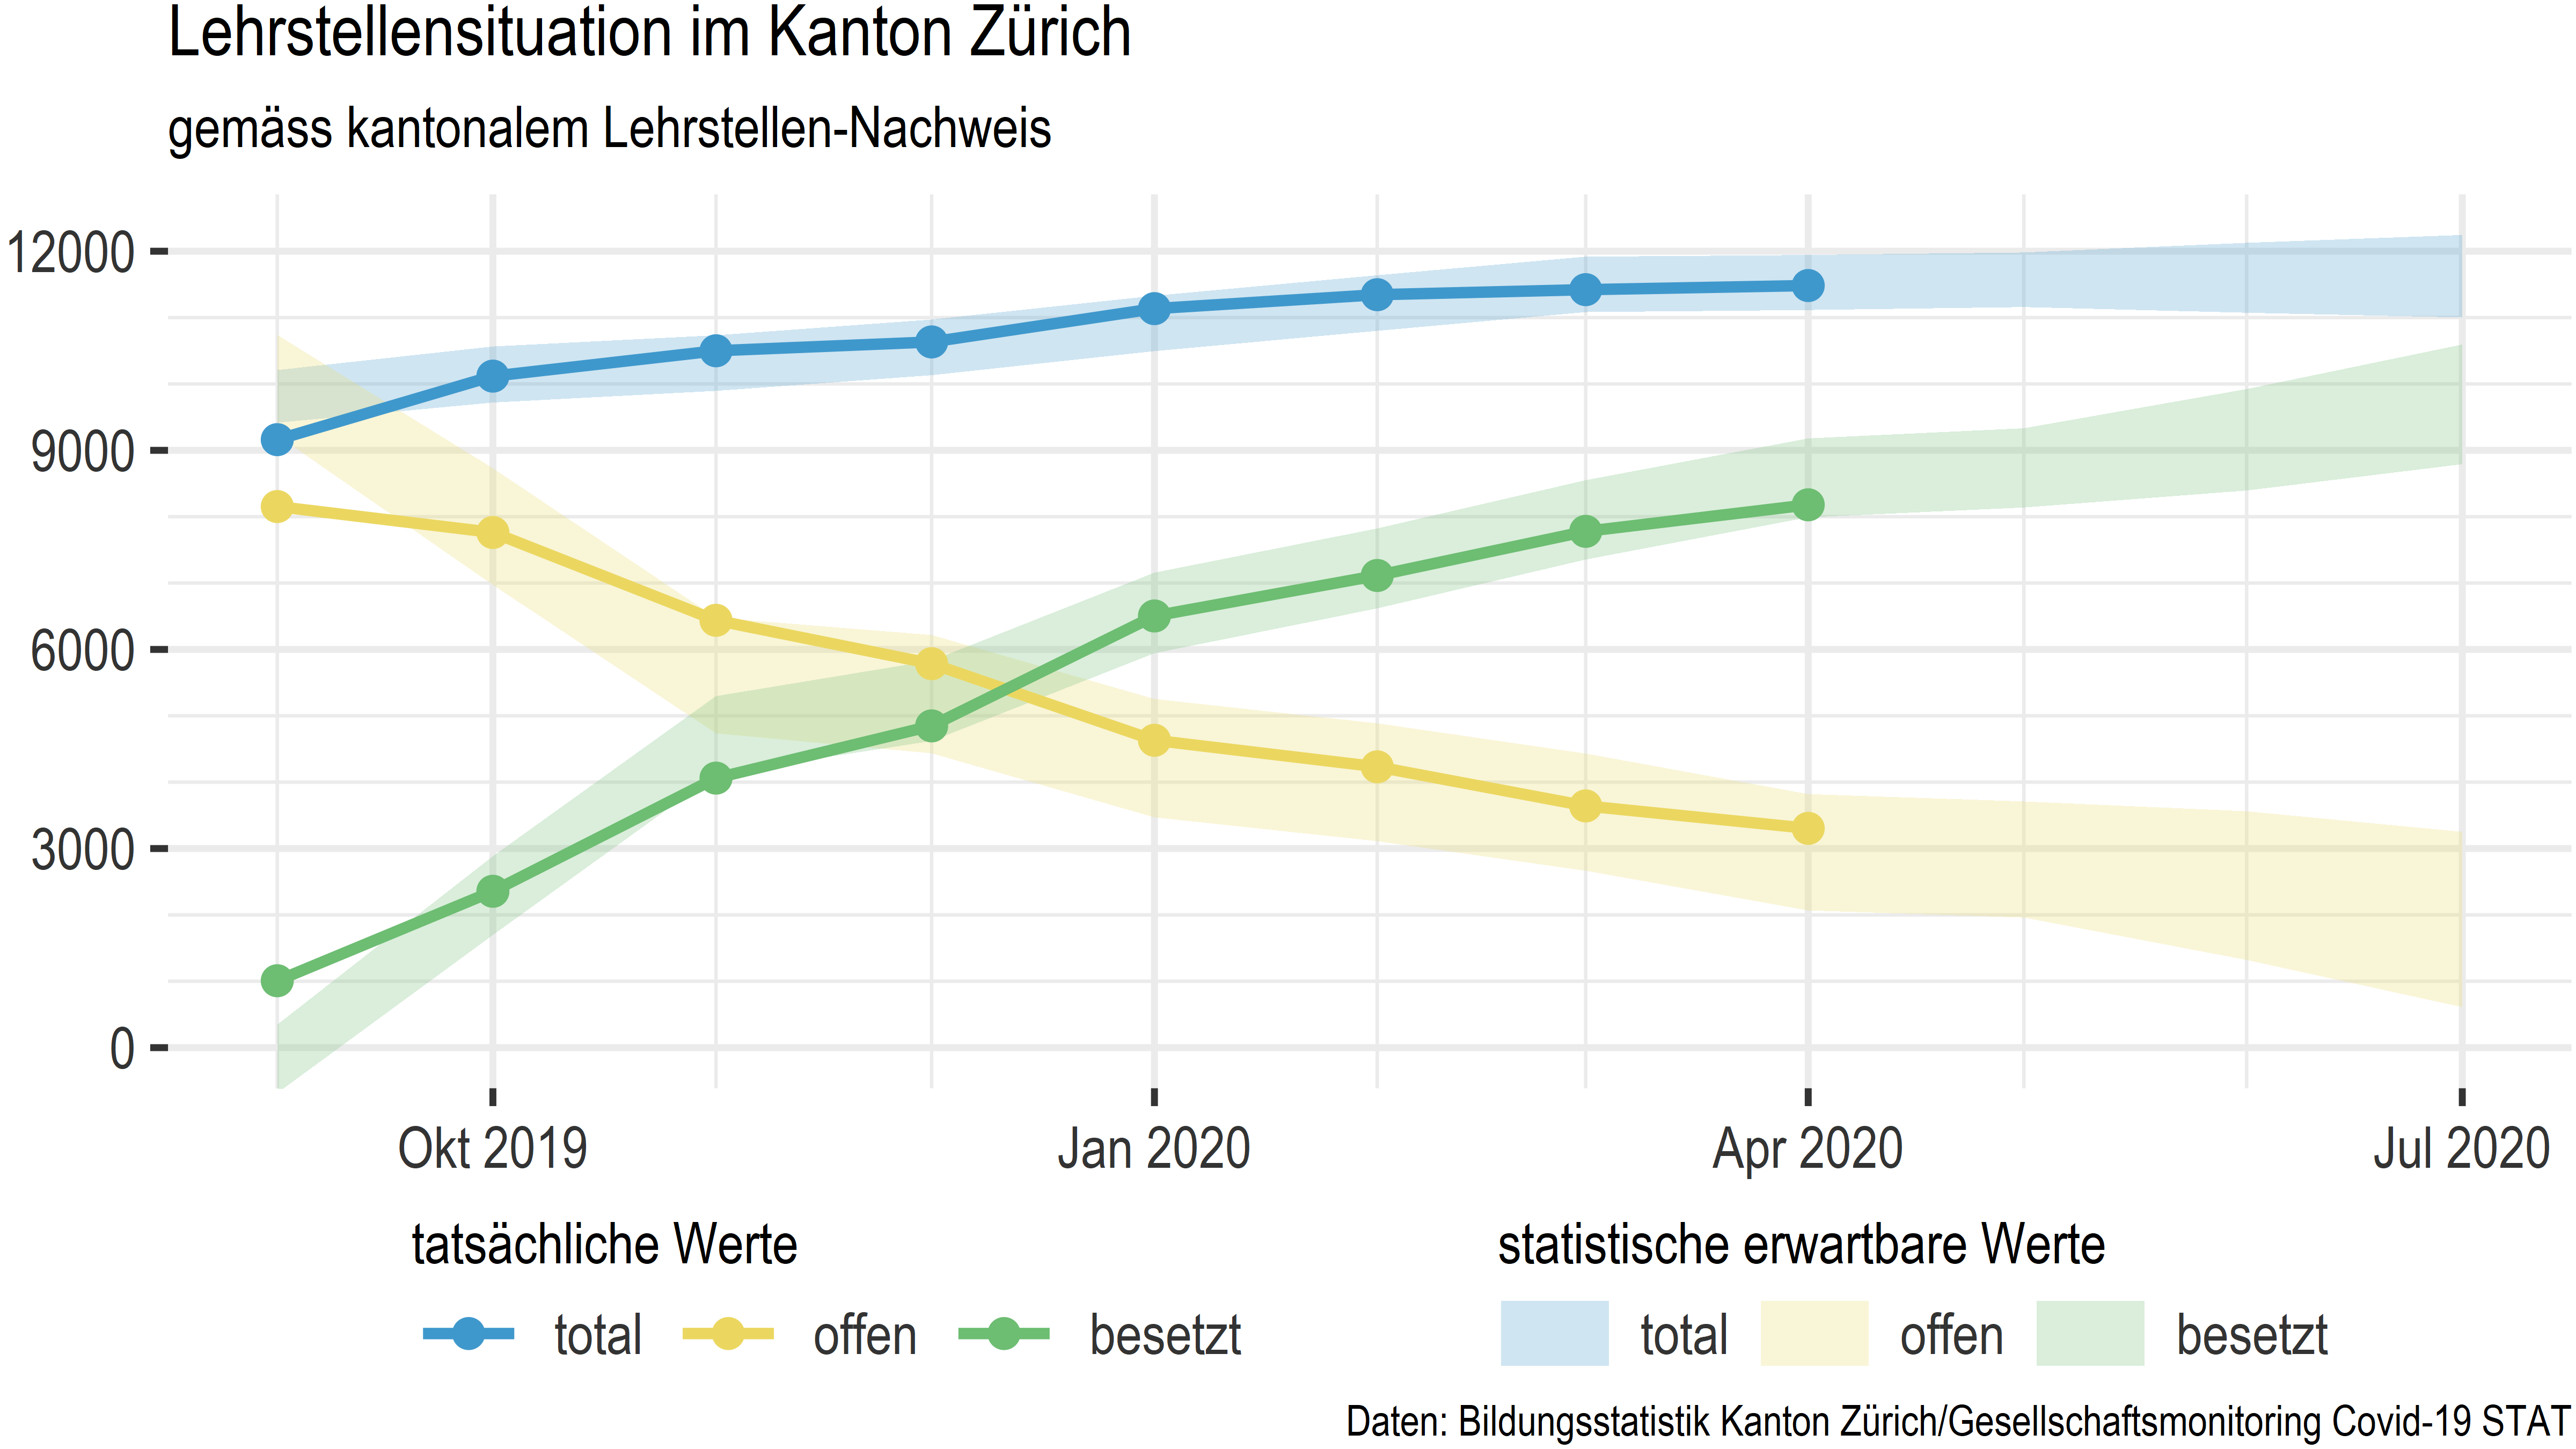 Lehrstellensituation im Kanton Zürich
gemäss kantonalem Lehrstellen-Nachweis
12000
9000
6000
3000
0
Okt 2019 Jan 2020 Apr 2020 Jul 2020
tatsächliche Werte
total offen besetzt
statistische erwartbare Werte
total offen besetzt
Daten: Bildungsstatistik Kanton Zürich/Gesellschaftsmonitoring Covid-19 STAT